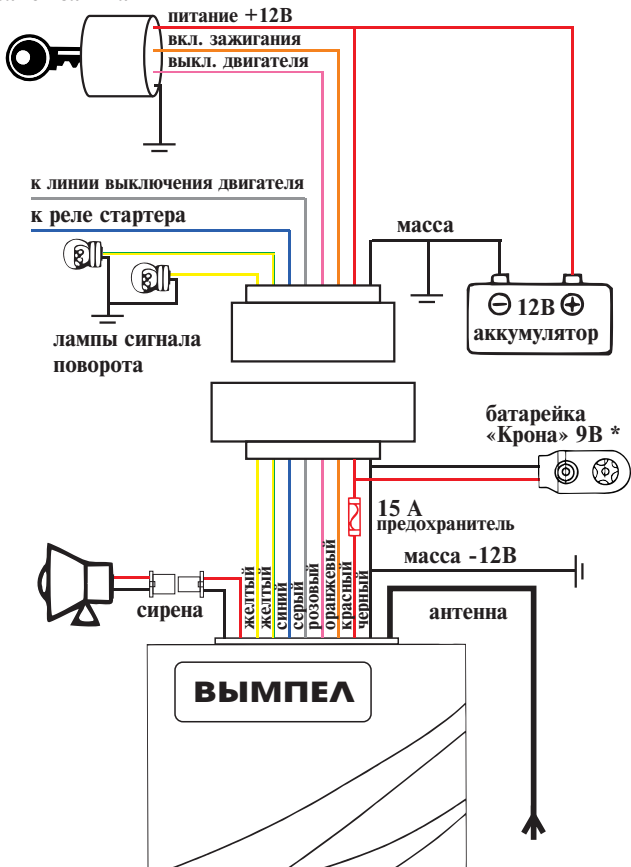 питание +12В
вкл. зажигания
выкл. двигателя
к линии выключения двигателя
к реле стартера
масса
12В
аккумулятор
лампы сигнала
поворота
батарейка
«Крона» 9В *
15 А
предохранитель
масса -12В
сирена
желтый
желтый
синий
серый
розовый
оранжевый
красный
черный
антенна
ВЫМПЕЛ